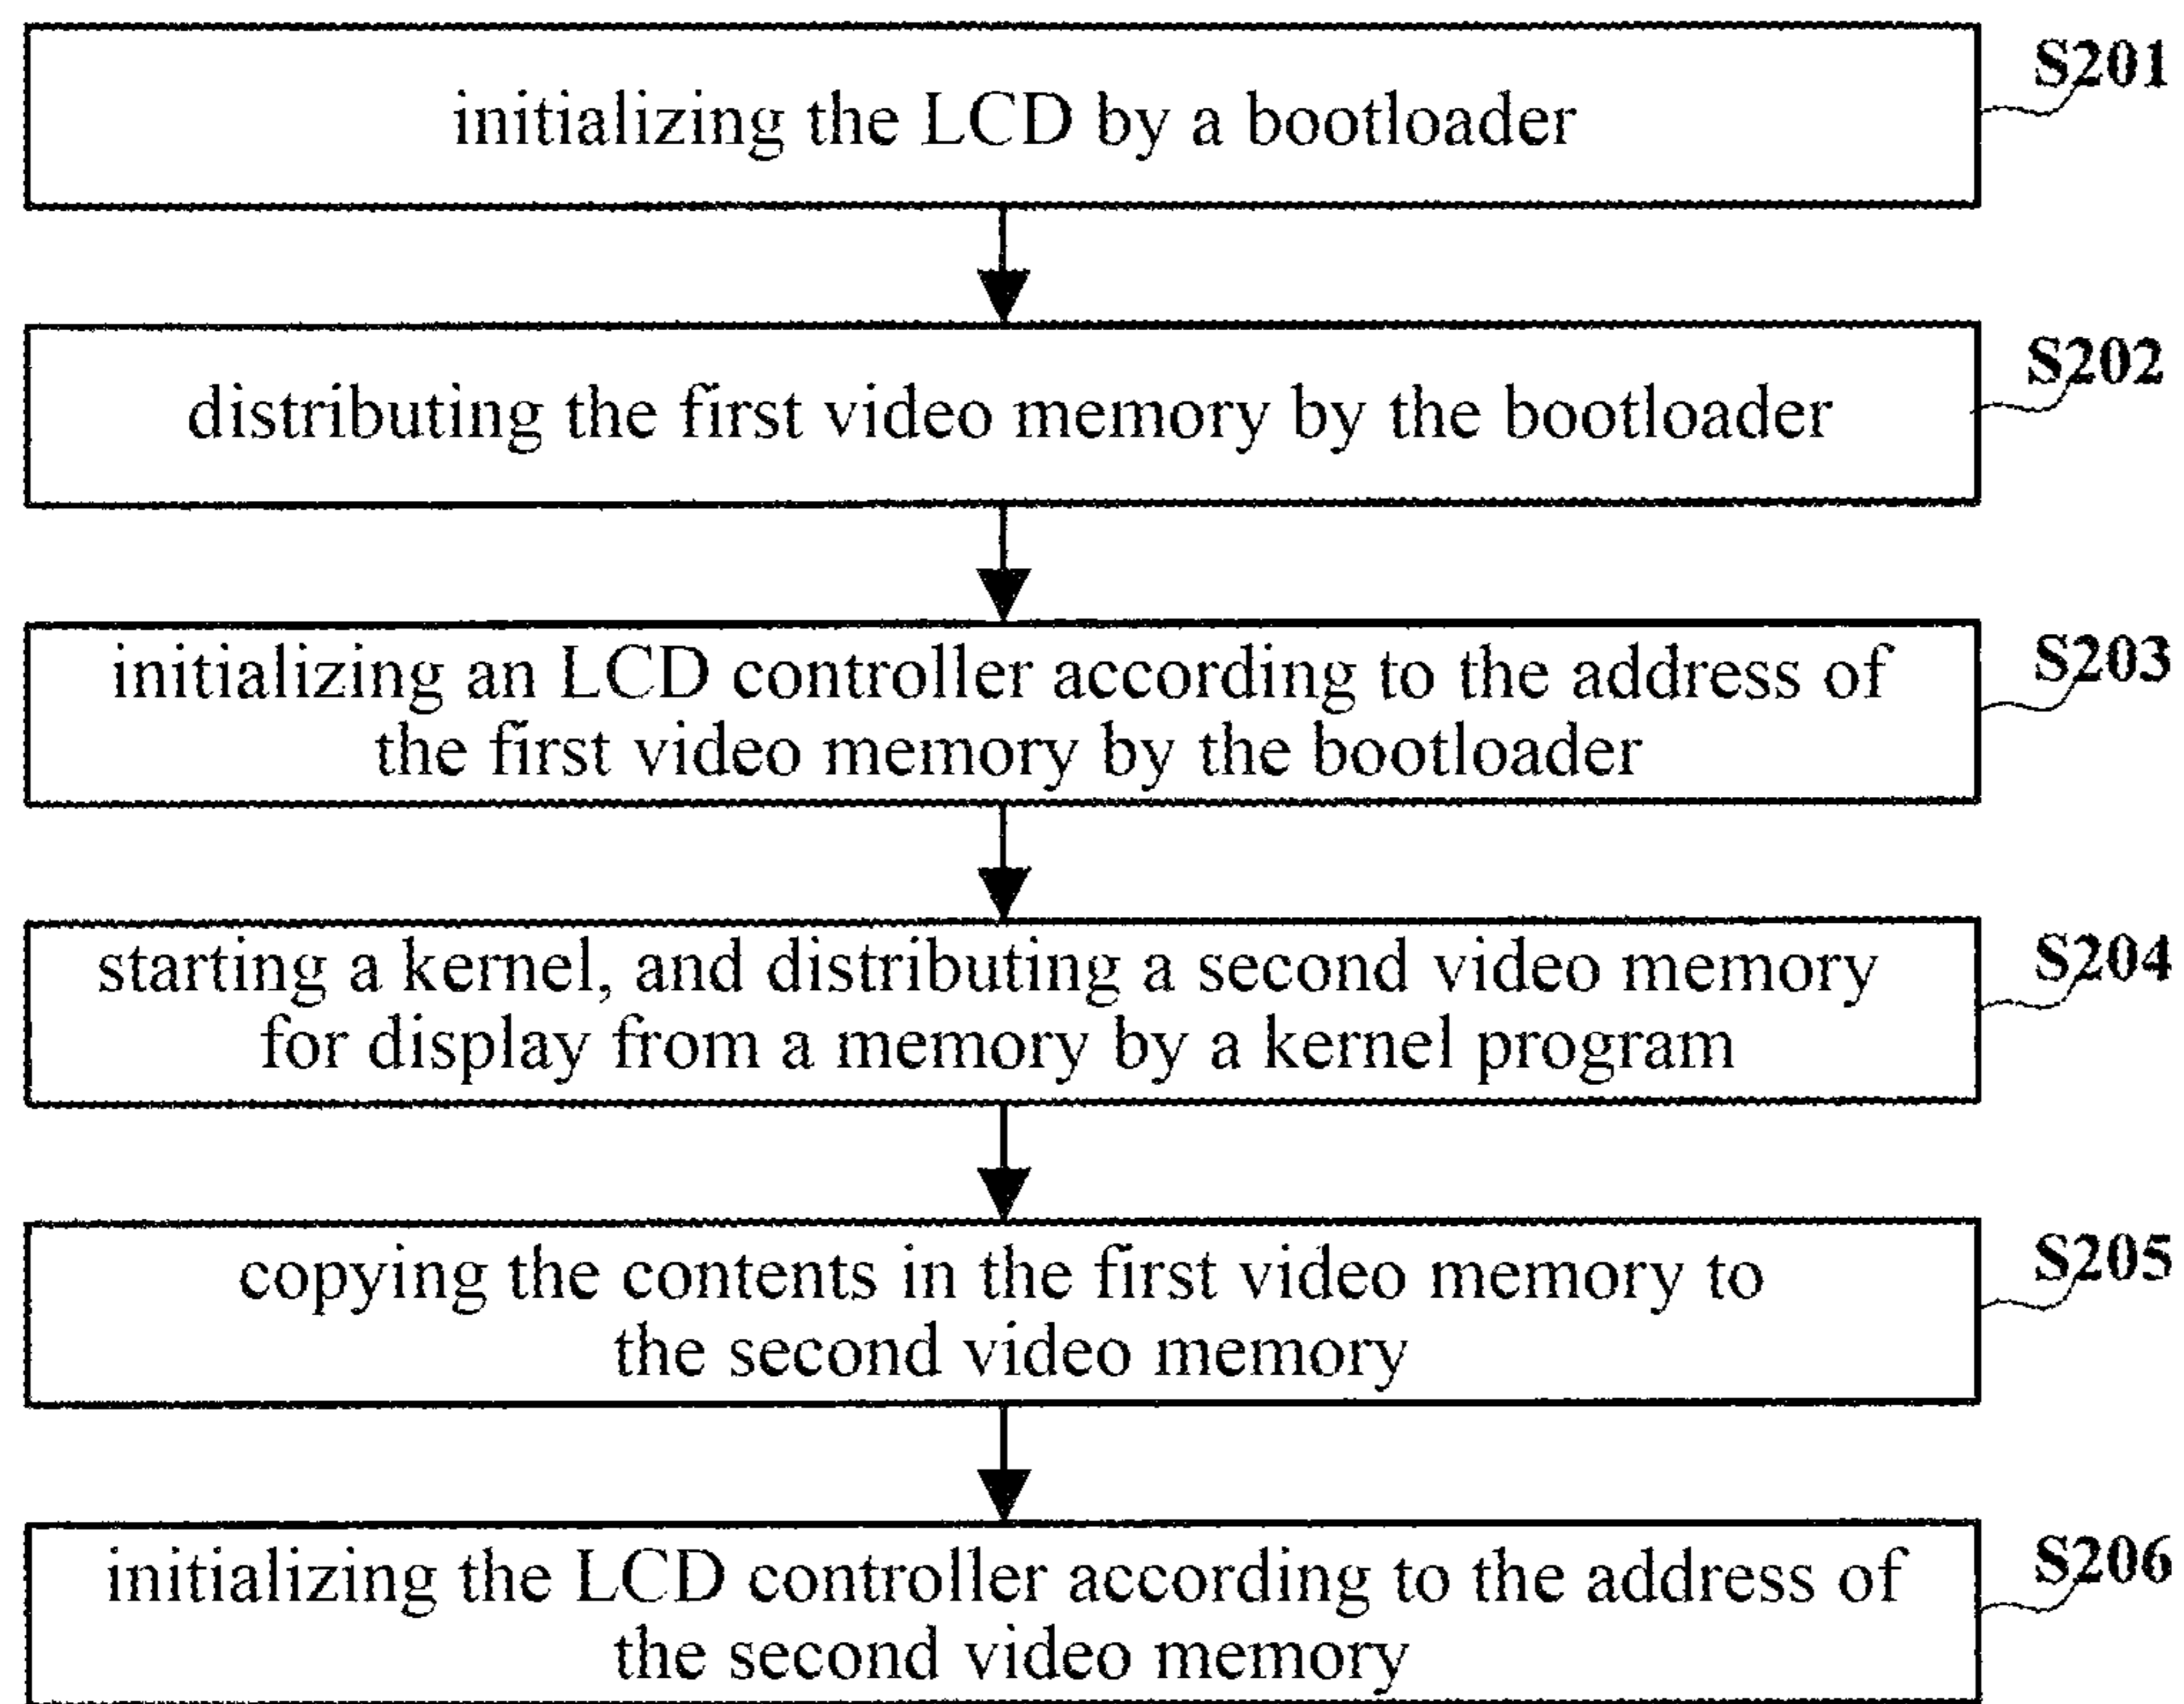 S201
initializing the LCD by a bootloader
S202
distributing the first video memory by the bootloader
S203
initializing an LCD controller according to the address of
the first video memory by the bootloader
S204
starting a kernel, and distributing a second video memory
for display from a memory by a kernel program
S205
copying the contents in the first video memory to
the second video memory
S206
initializing the LCD controller according to the address of
the second video memory